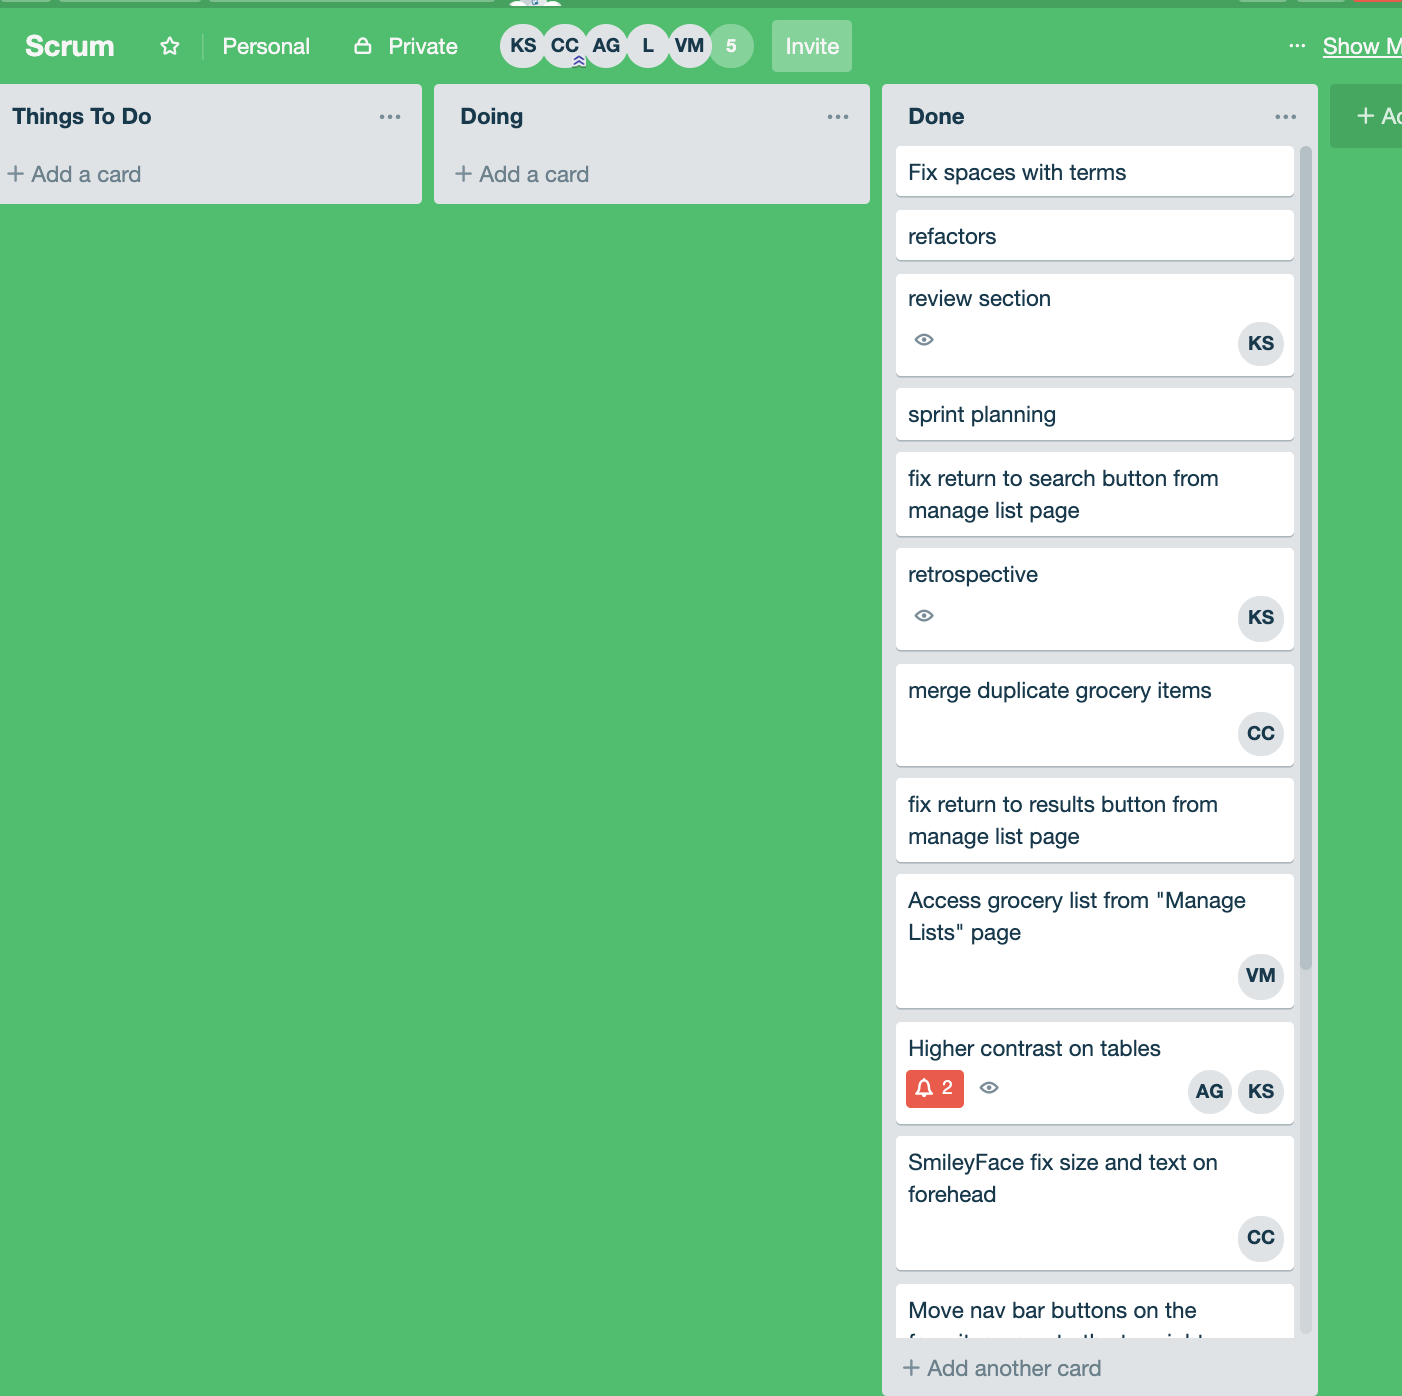 Scrum
Personal
Private
KS CC AG L VM 5
Invite
Show
Things To Do
+ Add a card
Doing
+ Add a card
Done
Fix spaces with terms
refactors
review section
KS
sprint planning
fix return to search button from
manage list page
retrospective
KS
merge duplicate grocery items
CC
fix return to results button from
manage list page
Access grocery list from "Manage
Lists" page
VM
Higher contrast on tables
2
AG KS
SmileyFace fix size and text on
forehead
CC
Move nav bar buttons on the
+ Add another card